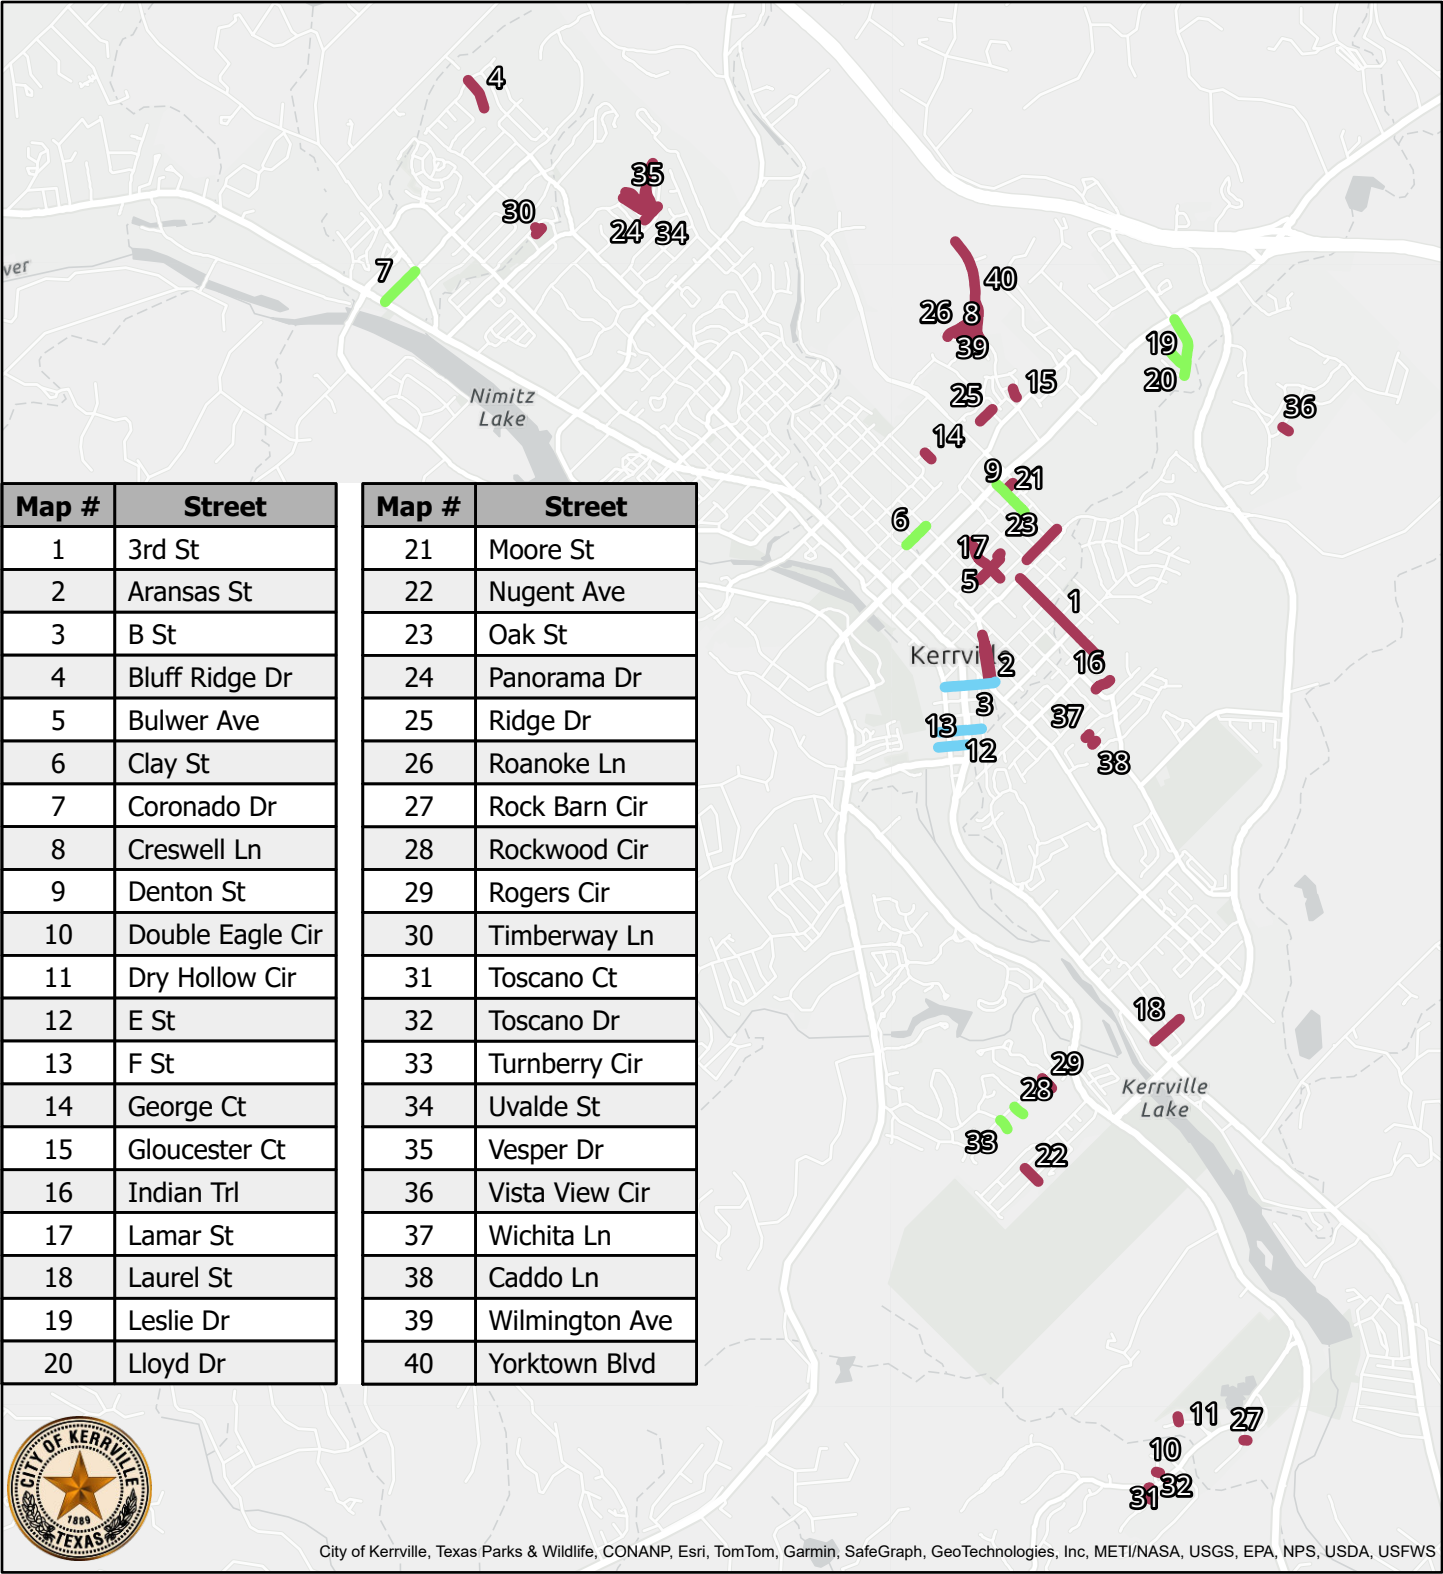 4
35
30
24
34
ver
7
40
26
8
39
19
20
15
25
36
14
Nimitz
Lake
9
21
6
23
17
5
1
Kerrville
2
16
3
37
13
12
38
Map # Street
1 3rd St
2 Aransas St
3 B St
4 Bluff Ridge Dr
5 Bulwer Ave
6 Clay St
7 Coronado Dr
8 Creswell Ln
9 Denton St
10 Double Eagle Cir
11 Dry Hollow Cir
12 E St
13 F St
14 George Ct
15 Gloucester Ct
16 Indian Trl
17 Lamar St
18 Laurel St
19 Leslie Dr
20 Lloyd Dr
Map # Street
21 Moore St
22 Nugent Ave
23 Oak St
24 Panorama Dr
25 Ridge Dr
26 Roanoke Ln
27 Rock Barn Cir
28 Rockwood Cir
29 Rogers Cir
30 Timberway Ln
31 Toscano Ct
32 Toscano Dr
33 Turnberry Cir
34 Uvalde St
35 Vesper Dr
36 Vista View Cir
37 Wichita Ln
38 Caddo Ln
39 Wilmington Ave
40 Yorktown Blvd
18
29
28
Kerrville
Lake
33
22
11
27
10
32
31
CITY OF KERRVILLE
1889
TEXAS
City of Kerrville, Texas Parks & Wildlife, CONANP, Esri, TomTom, Garmin, SafeGraph, GeoTechnologies, Inc, METI/NASA, USGS, EPA, NPS, USDA, USFWS